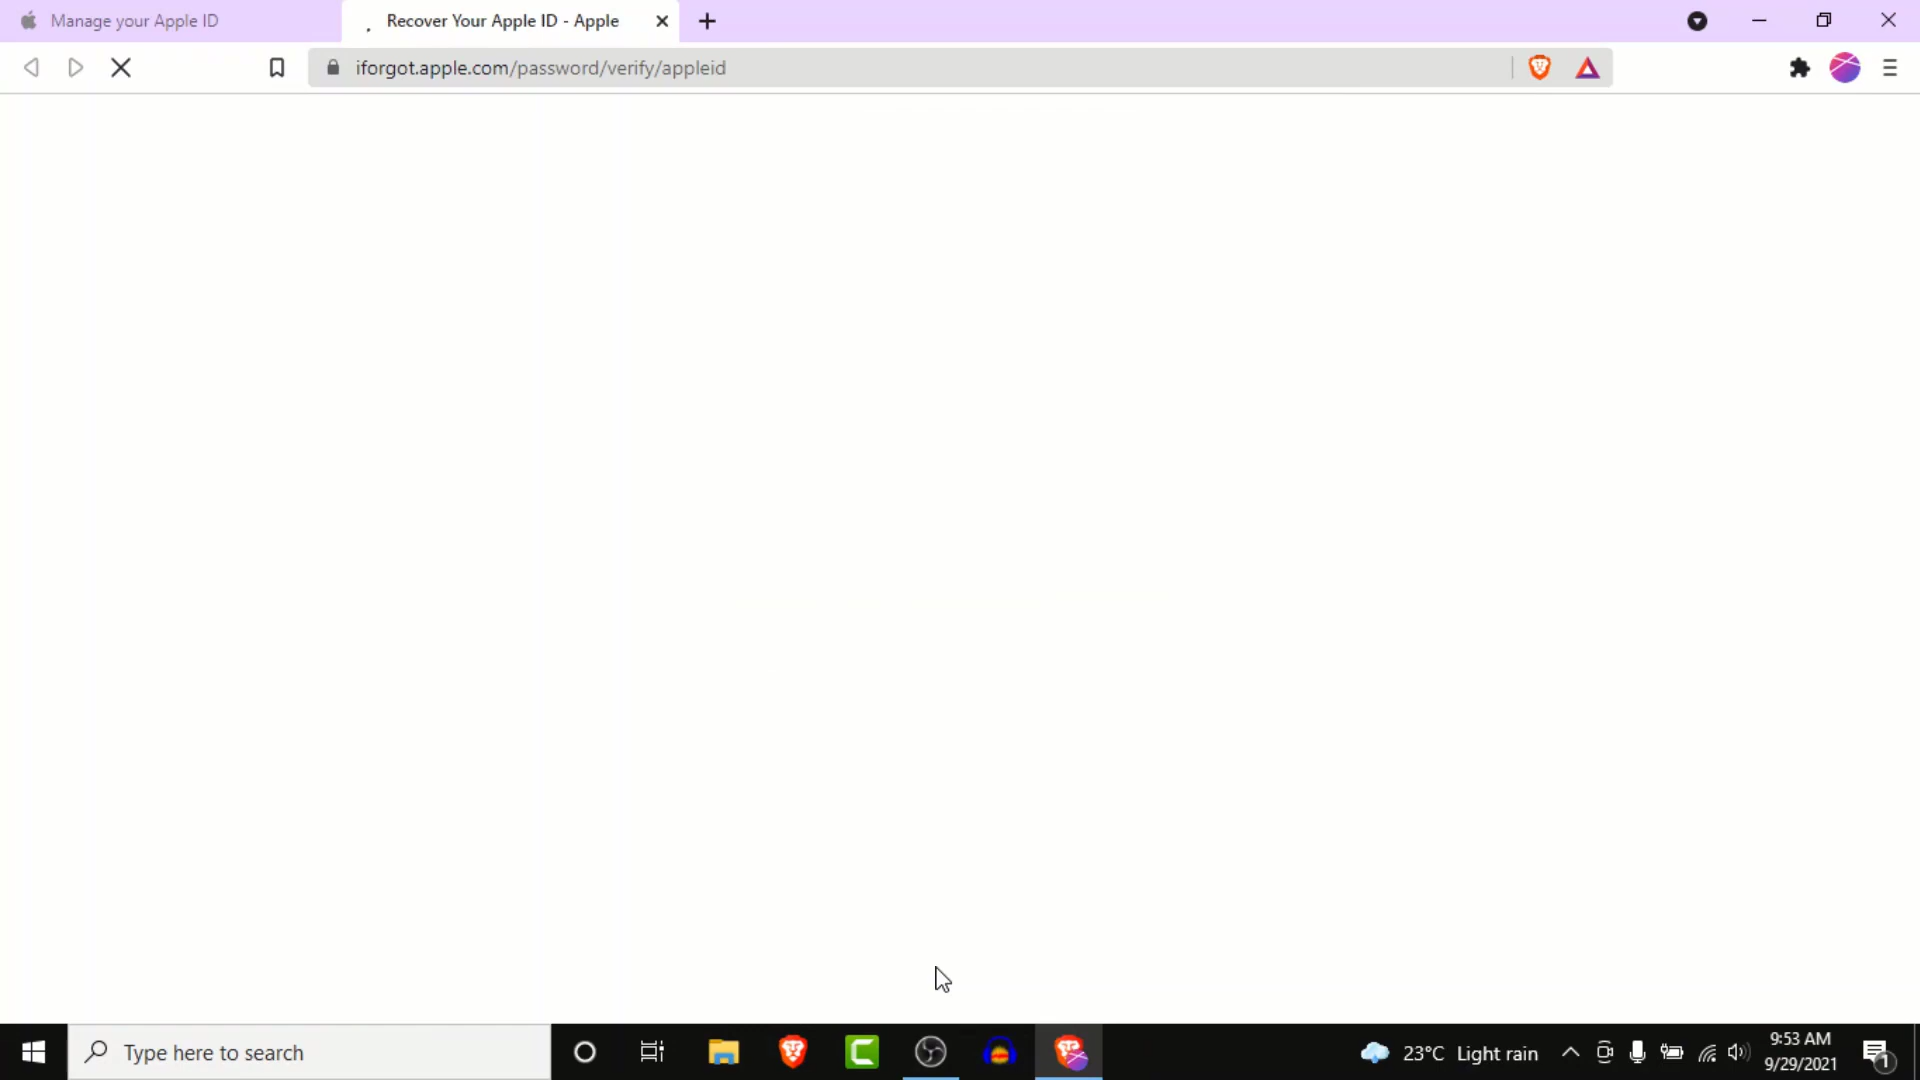 Manage your Apple ID
Recover Your Apple ID - Apple
iforgot.apple.com/password/verify/appleid
Type here to search
23°C Light rain
9:53 AM
9/29/2021
1